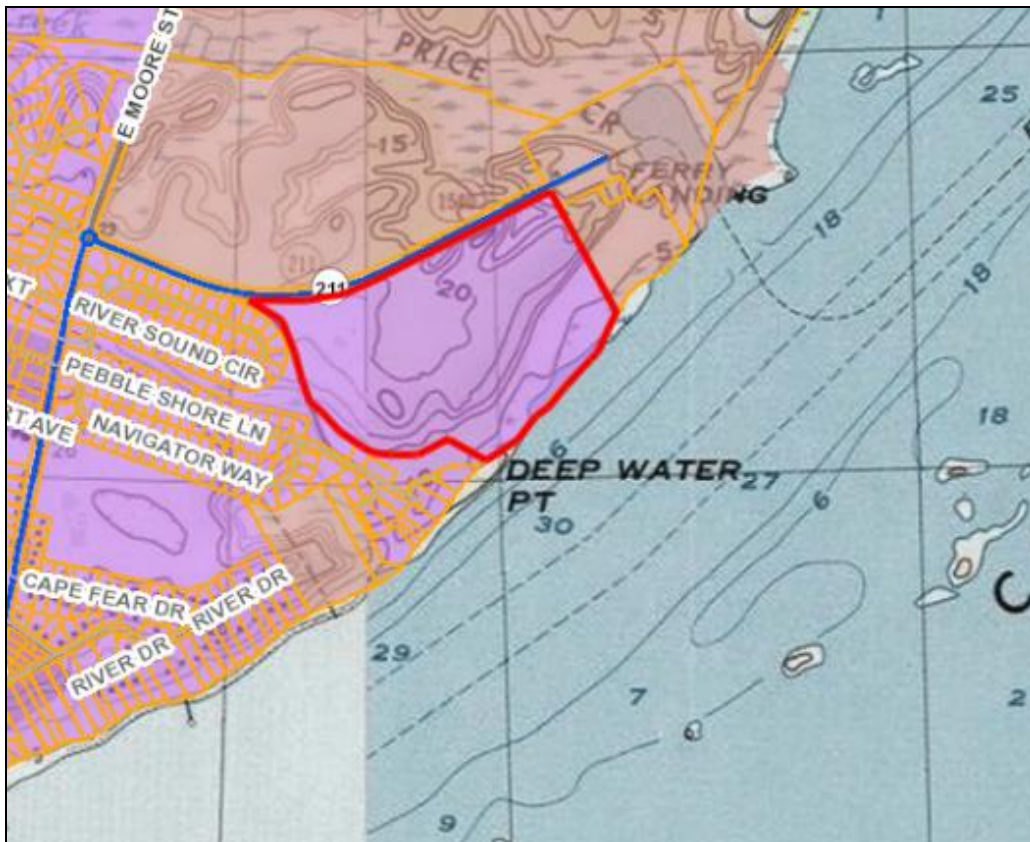 Creek
E MOORE ST
PRICE
CR
15
25
FERRY
LANDING
5
18
18
211
20
5
RIVER SOUND CIR
PEBBLE SHORE LN
NAVIGATOR WAY
DEEP WATER
PT
6
27
30
6
18
CAPE FEAR DR
RIVER DR
RIVER DR
29
7
2
9
C